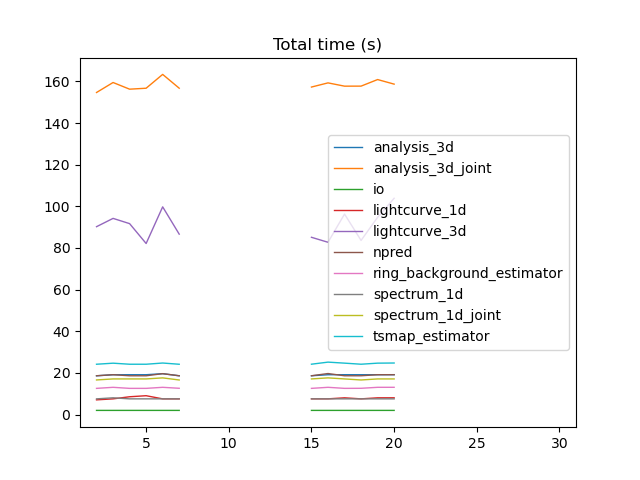 Total time (s)
160
140
120
100
80
60
40
20
0
analysis_3d
analysis_3d_joint
io
lightcurve_1d
lightcurve_3d
npred
ring_background_estimator
spectrum_1d
spectrum_1d_joint
tsmap_estimator
5 10 15 20 25 30